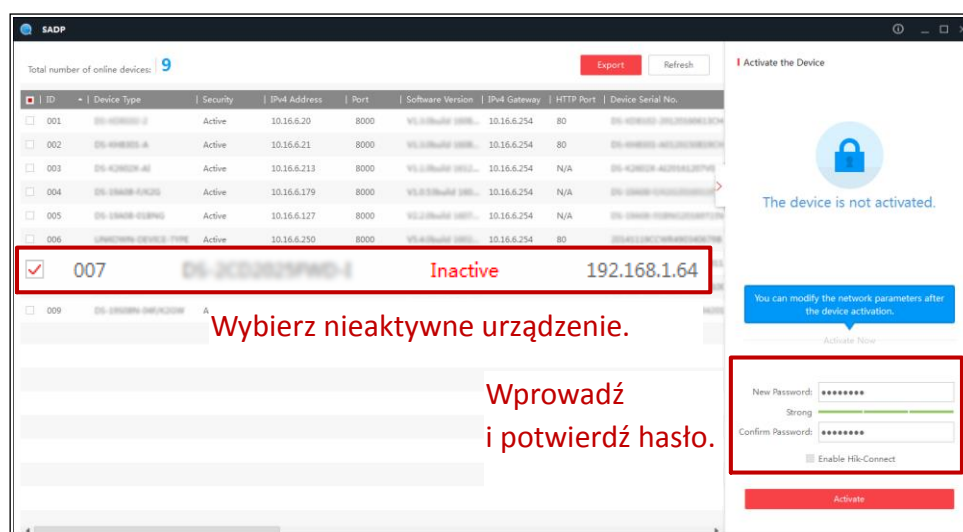 SADP
Total number of online devices: 9
Export
Refresh
ID | Device Type | Security | IPv4 Address | Port | Software Version | IPv4 Gateway | HTTP Port | Device Serial No.
001 Active 10.16.6.20 8000 10.16.6.254 80
002 Active 10.16.6.21 8000 10.16.6.254 80
003 Active 10.16.6.213 8000 10.16.6.254 N/A
004 Active 10.16.6.179 8000 10.16.6.254 N/A
005 Active 10.16.6.127 8000 10.16.6.254 N/A
006 Active 10.16.6.250 8000 10.16.6.254 80
007 Inactive 192.168.1.64
009
Wybierz nieaktywne urządzenie.
Wprowadź
i potwierdź hasło.
Activate the Device
The device is not activated.
You can modify the network parameters after
the device activation.
Activate Now
New Password:
Strong
Confirm Password:
Enable Hik-Connect
Activate